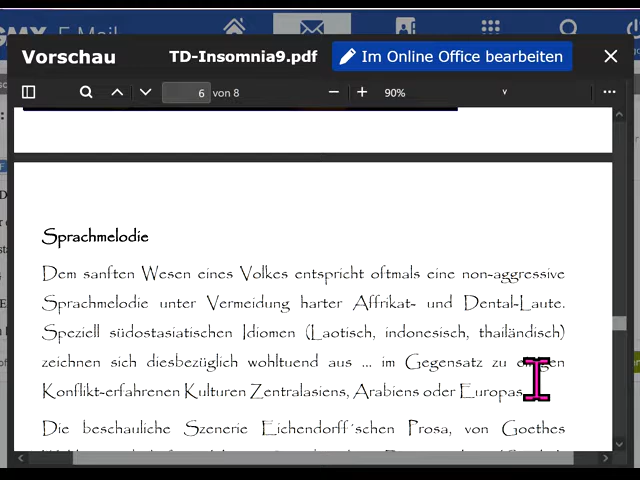 GMX E-Mail
Vorschau TD-Insomnia9.pdf Im Online Office bearbeiten
6 von 8 90%
Sprachmelodie
Dem sanften Wesen eines Volkes entspricht oftmals eine non-aggressive
Sprachmelodie unter Vermeidung harter Affrikat- und Dental-Laute.
Speziell südostasiatischen Idiomen (Laotisch, indonesisch, thailändisch)
zeichnen sich diesbezüglich wohltuend aus ... im Gegensatz zu einigen
Konflikt-erfahrenen Kulturen Zentralasiens, Arabiens oder Europas.
Die beschauliche Szenerie Eichendorff´schen Prosa, von Goethes